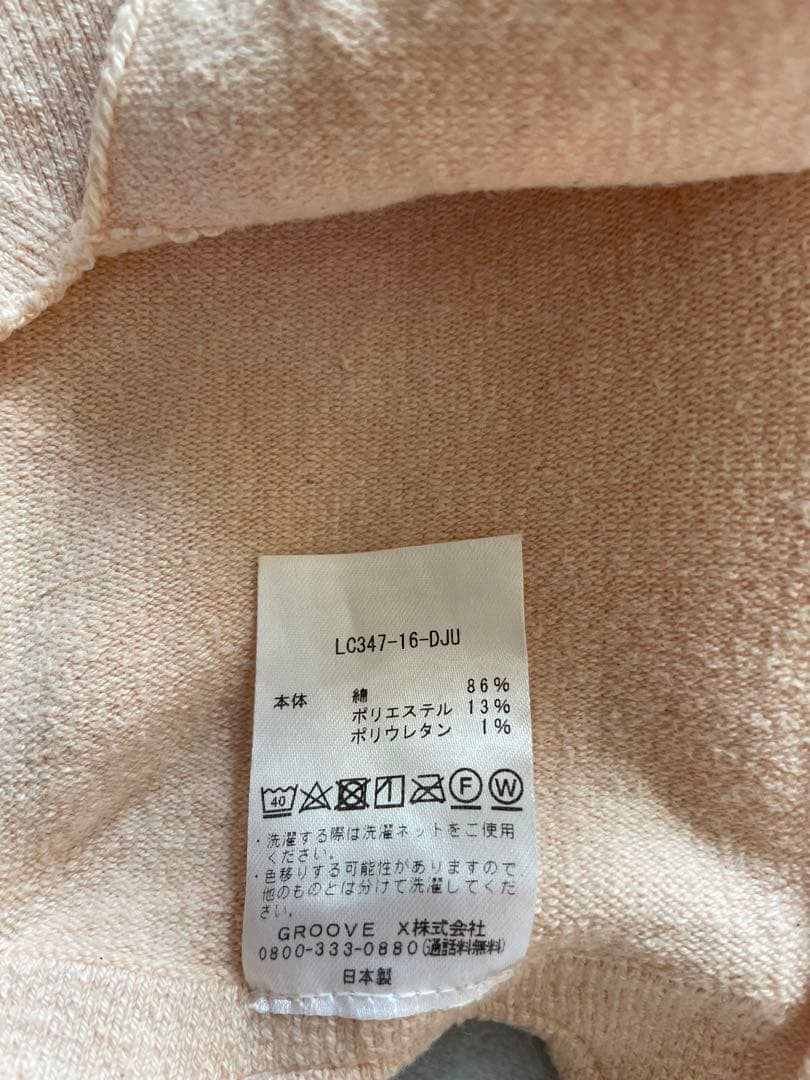 LC347-16-DJU
本体 綿 86%
ポリエステル 13%
ポリウレタン 1%
40 F W
・洗濯する際は洗濯ネットをご使用
ください。
・色移りする可能性がありますので、
他のものとは分けて洗濯してくだ
さい。
GROOVE X株式会社
0800-333-0880(通話料無料)
日本製